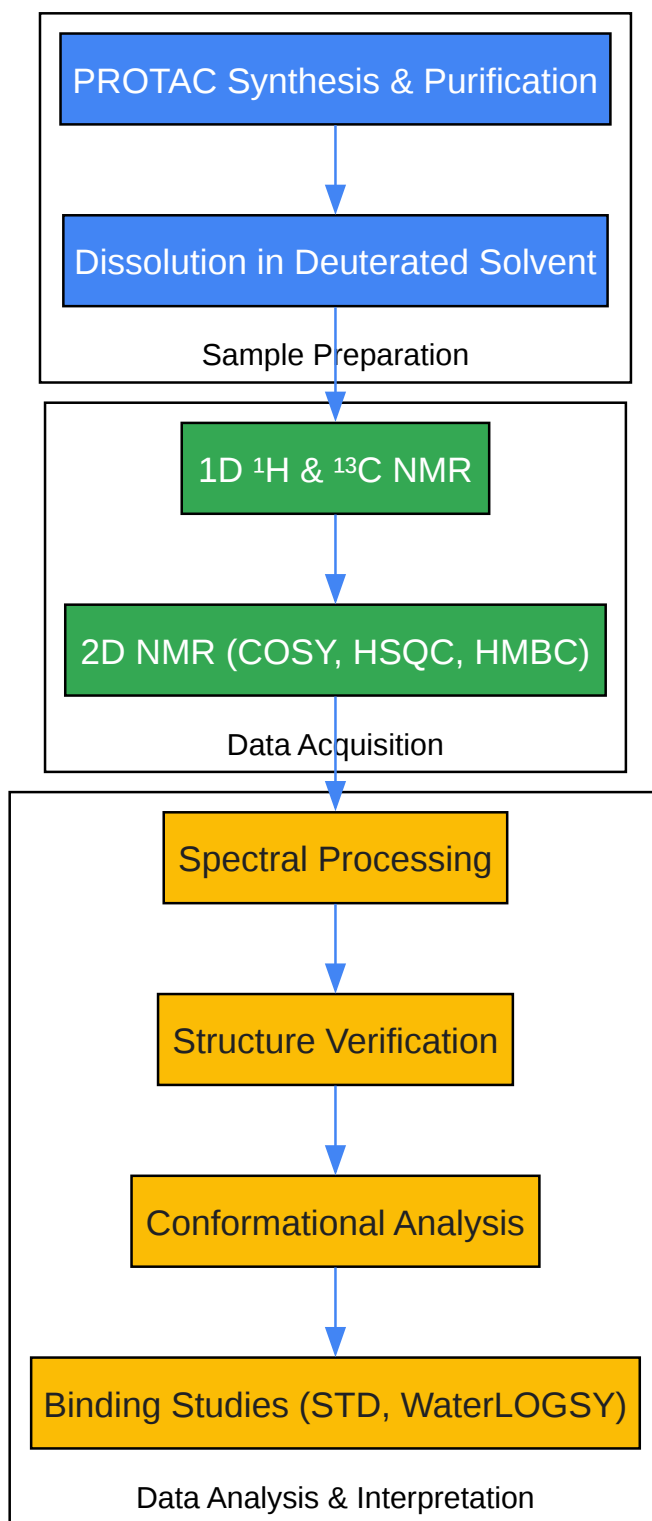 PROTAC Synthesis & Purification
Dissolution in Deuterated Solvent
Sample Preparation
1D ¹H & ¹³C NMR
2D NMR (COSY, HSQC, HMBC)
Data Acquisition
Spectral Processing
Structure Verification
Conformational Analysis
Binding Studies (STD, WaterLOGSY)
Data Analysis & Interpretation